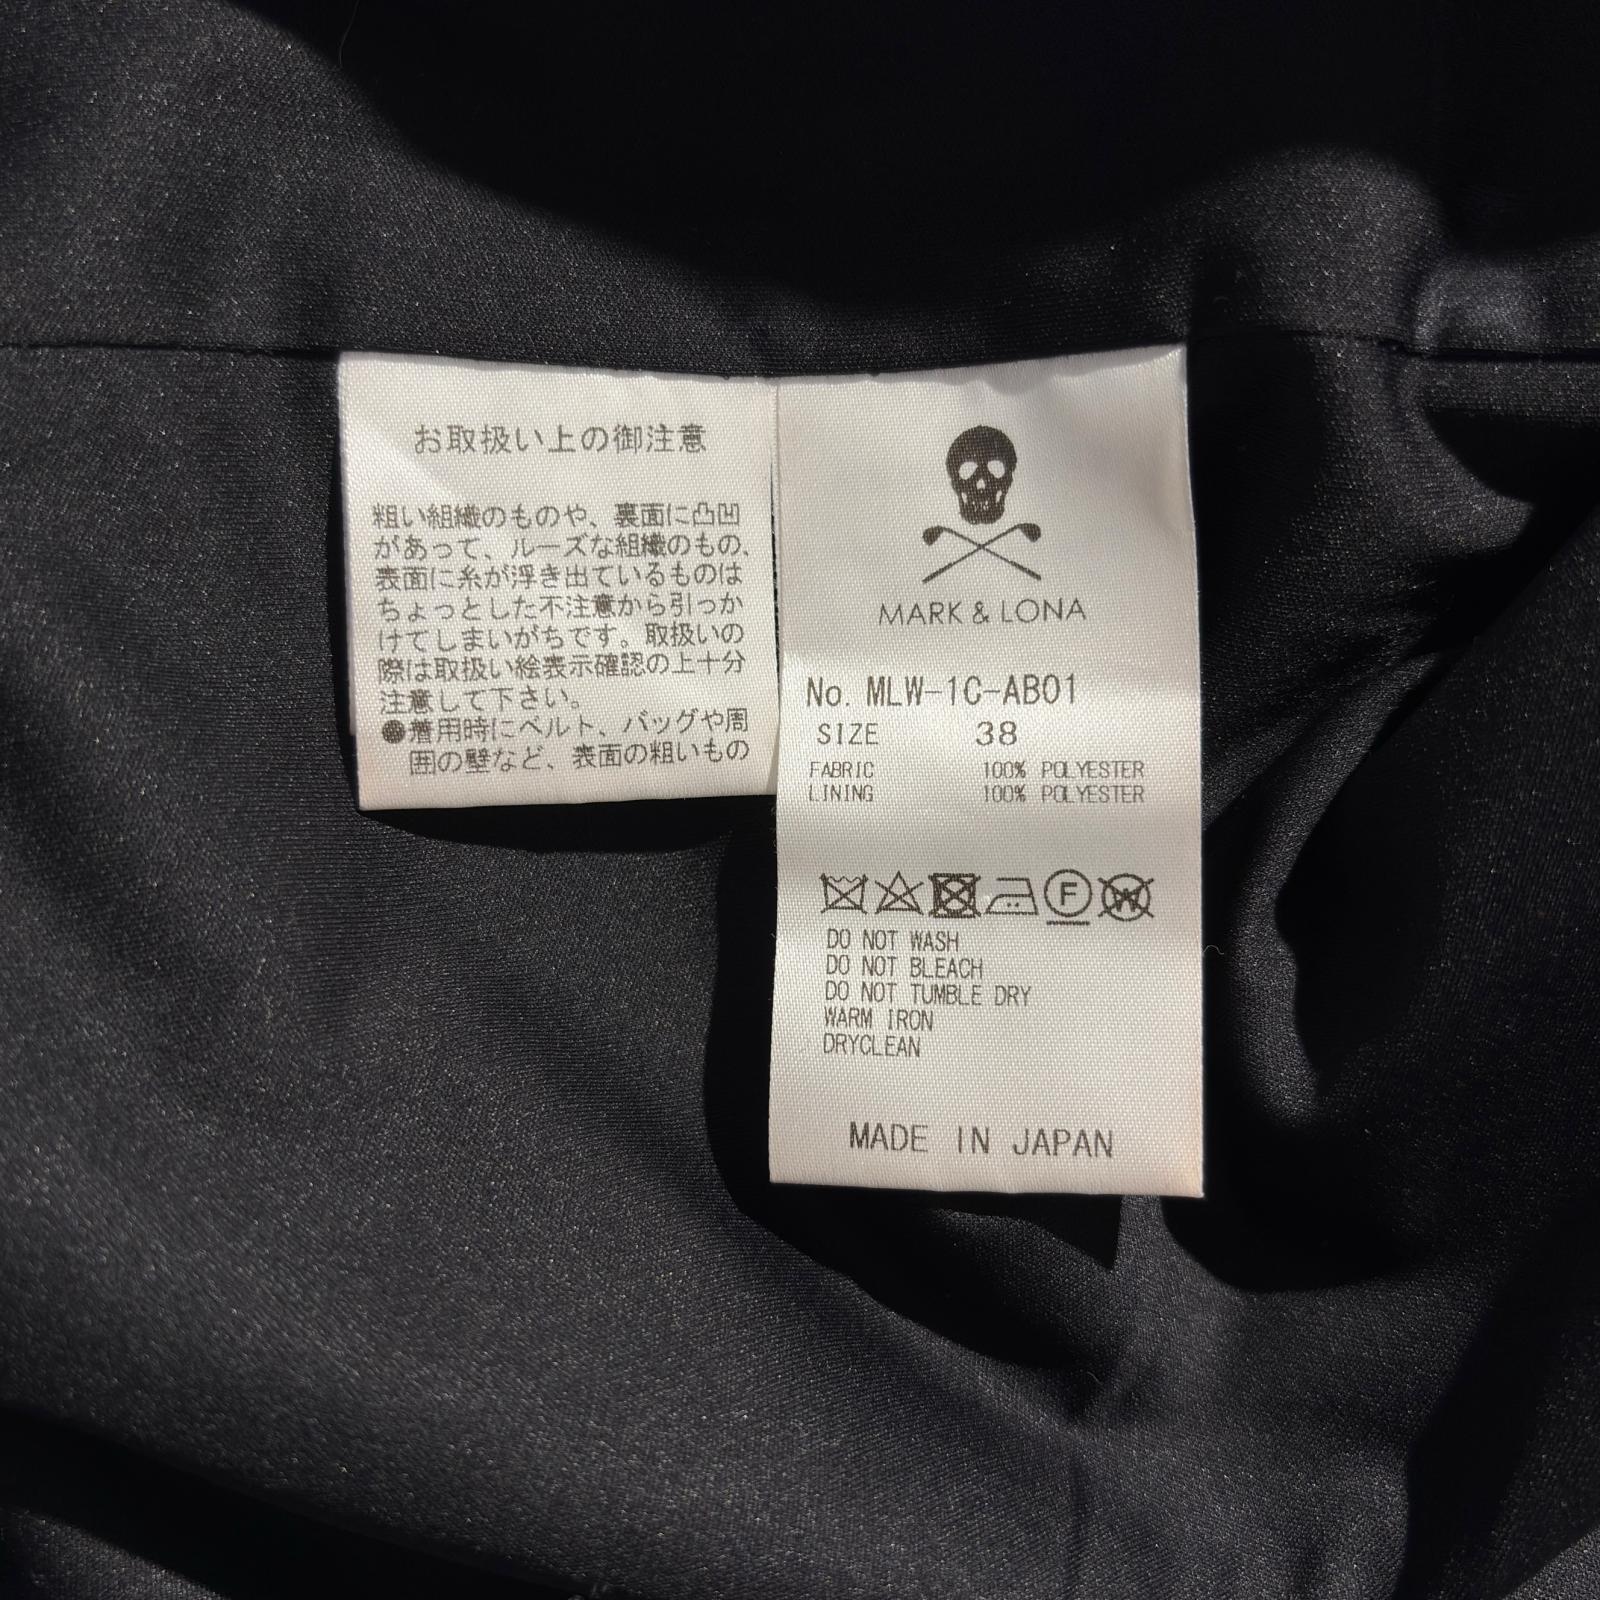 お取扱い上の御注意
粗い組織のものや、裏面に凸凹
があって、ルーズな組織のもの、
表面に糸が浮き出ているものは
ちょっとした不注意から引っか
けてしまいがちです。取扱いの
際は取扱い絵表示確認の上十分
注意して下さい。
●着用時にベルト、バッグや周
囲の壁など、表面の粗いもの
MARK & LONA
No. MLW-1C-AB01
SIZE 38
FABRIC 100% POLYESTER
LINING 100% POLYESTER
F W
DO NOT WASH
DO NOT BLEACH
DO NOT TUMBLE DRY
WARM IRON
DRYCLEAN
MADE IN JAPAN